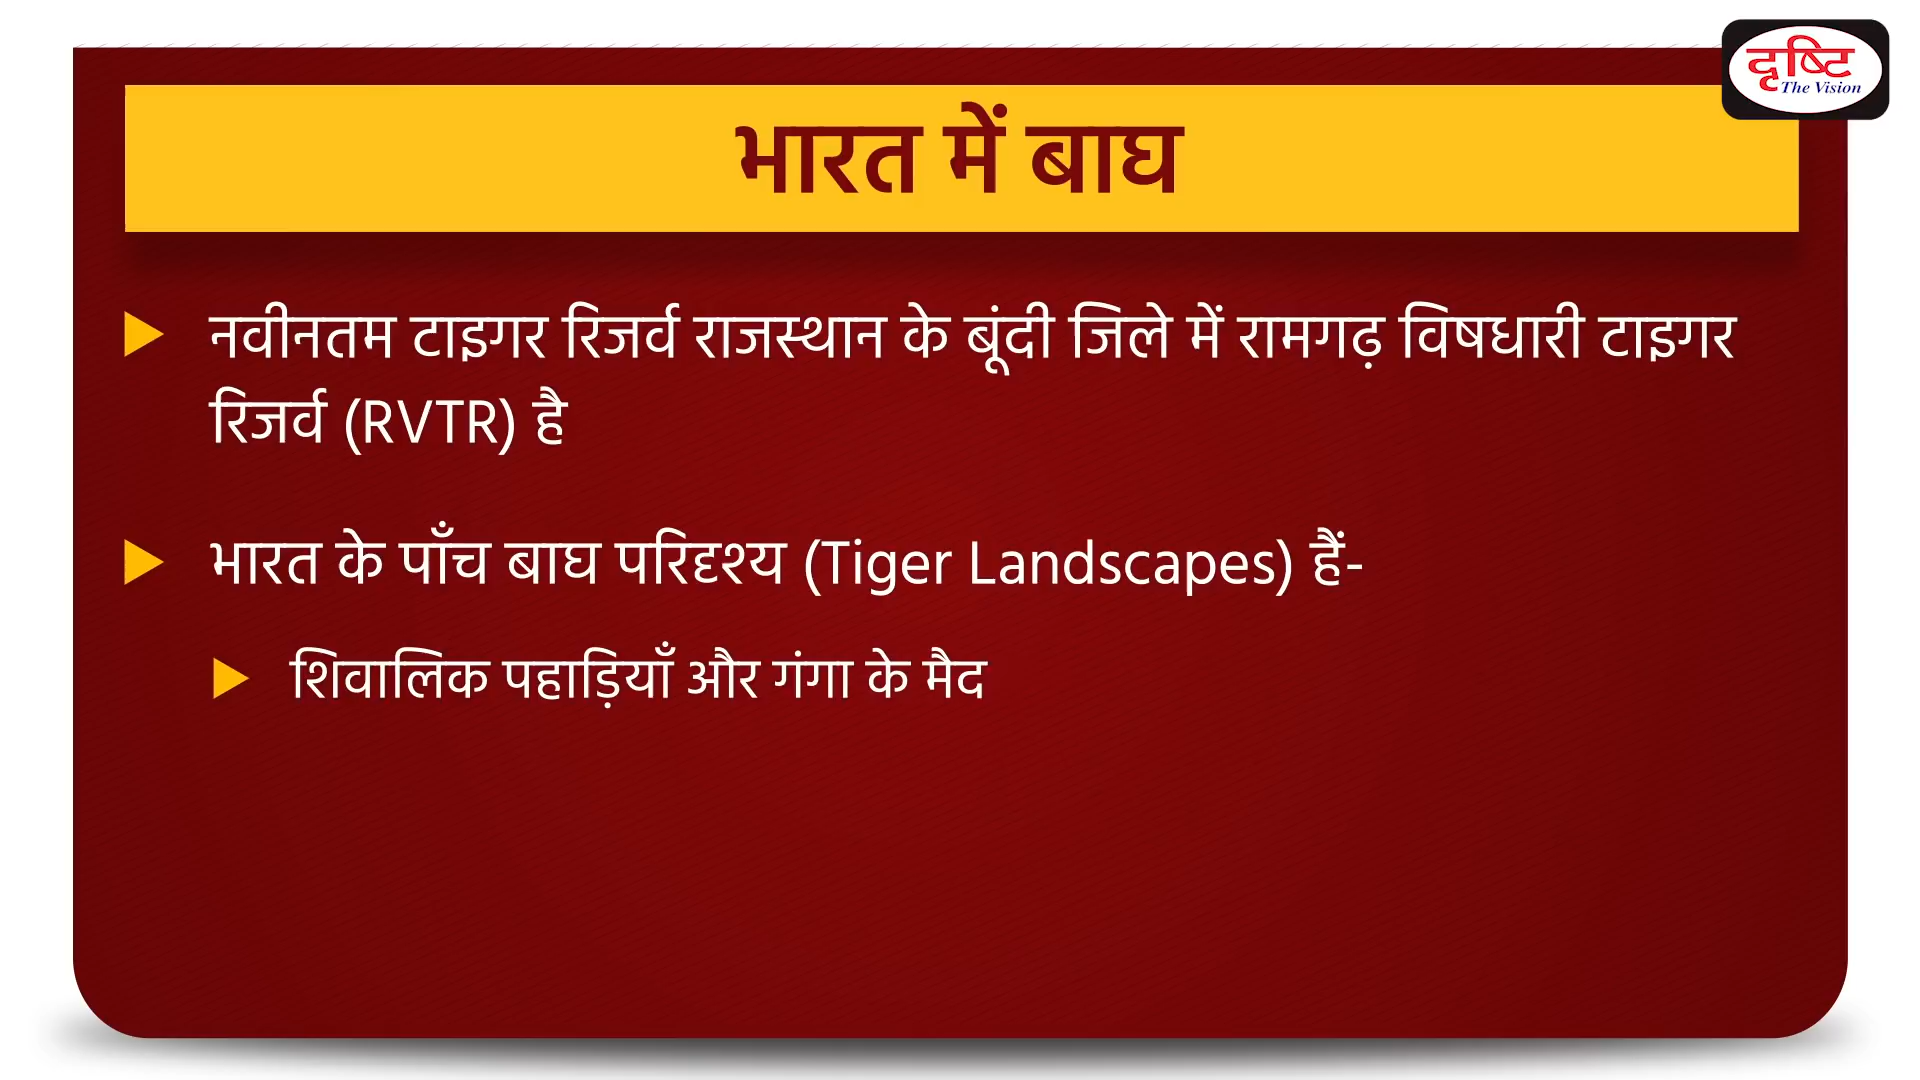 दृष्टि
The Vision
भारत में बाघ
नवीनतम टाइगर रिजर्व राजस्थान के बूंदी जिले में रामगढ़ विषधारी टाइगर
रिजर्व (RVTR) है
भारत के पाँच बाघ परिदृश्य (Tiger Landscapes) हैं-
शिवालिक पहाड़ियाँ और गंगा के मैद